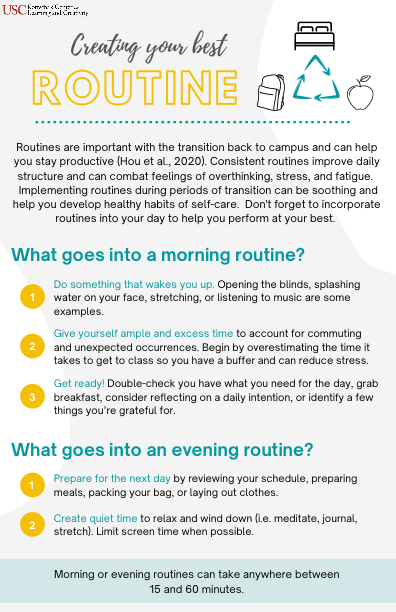 USC Kortschak Center
Learning and Creativity
Creating your best
ROUTINE
Routines are important with the transition back to campus and can help
you stay productive (Hou et al., 2020). Consistent routines improve daily
structure and can combat feelings of overthinking, stress, and fatigue.
Implementing routines during periods of transition can be soothing and
help you develop healthy habits of self-care. Don't forget to incorporate
routines into your day to help you perform at your best.
What goes into a morning routine?
1 Do something that wakes you up. Opening the blinds, splashing
water on your face, stretching, or listening to music are some
examples.
2 Give yourself ample and excess time to account for commuting
and unexpected occurrences. Begin by overestimating the time it
takes to get to class so you have a buffer and can reduce stress.
3 Get ready! Double-check you have what you need for the day, grab
breakfast, consider reflecting on a daily intention, or identify a few
things you're grateful for.
What goes into an evening routine?
1 Prepare for the next day by reviewing your schedule, preparing
meals, packing your bag, or laying out clothes.
2 Create quiet time to relax and wind down (i.e. meditate, journal,
stretch). Limit screen time when possible.
Morning or evening routines can take anywhere between
15 and 60 minutes.